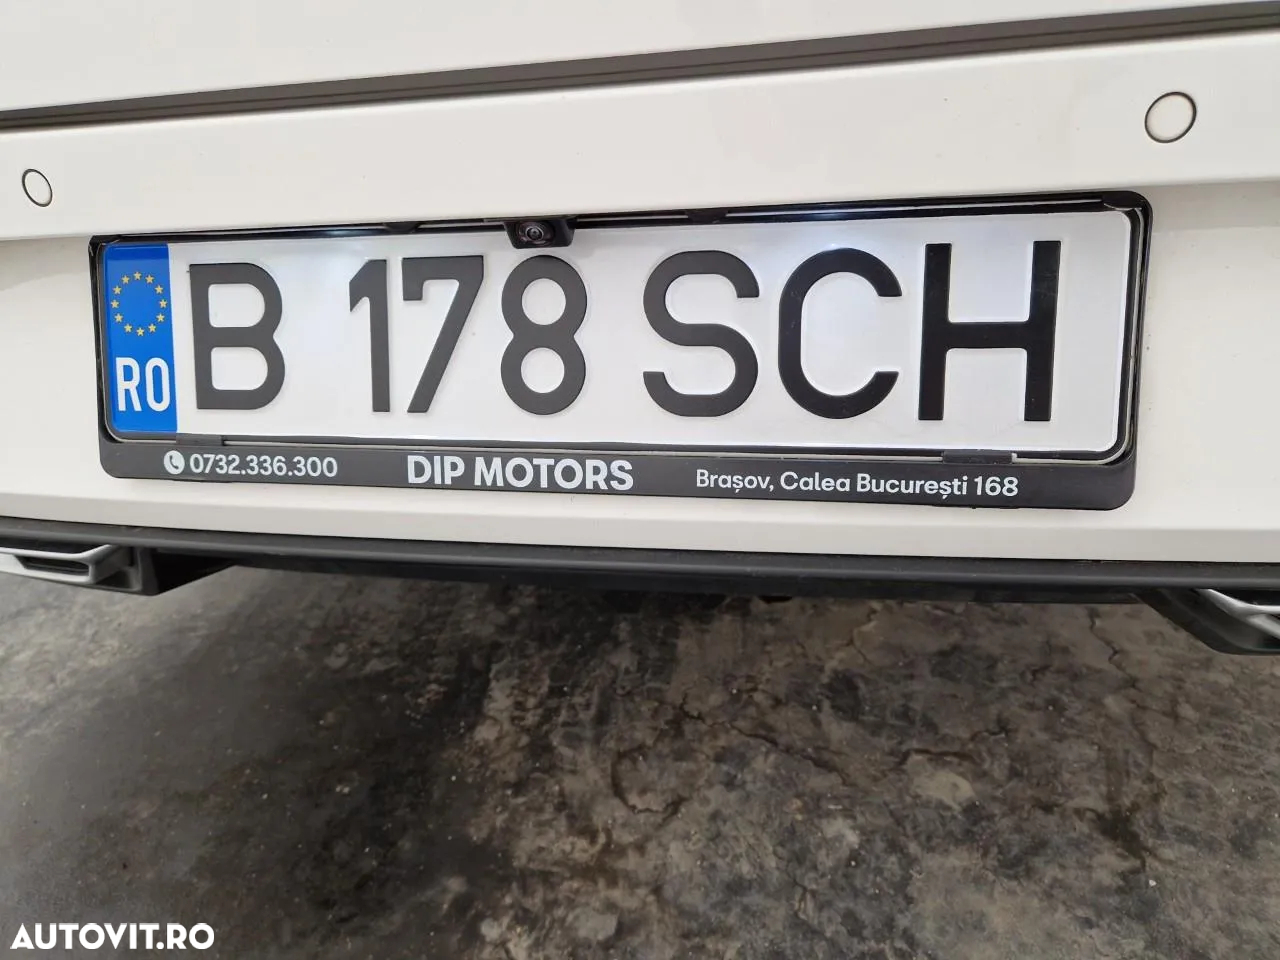 RO
B 178 SCH
0732.336.300 DIP MOTORS Brașov, Calea București 168
AUTOVIT.RO